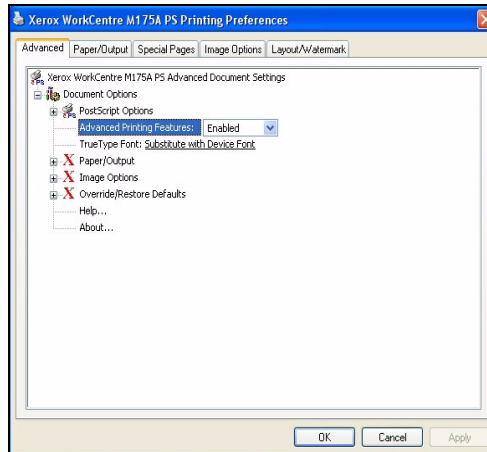 Xerox WorkCentre M175A PS Printing Preferences
Advanced Paper/Output Special Pages Image Options Layout/Watermark
Xerox WorkCentre M175A PS Advanced Document Settings
Document Options
PostScript Options
Advanced Printing Features: Enabled
TrueType Font: Substitute with Device Font
Paper/Output
Image Options
Override/Restore Defaults
Help...
About...
OK Cancel Apply